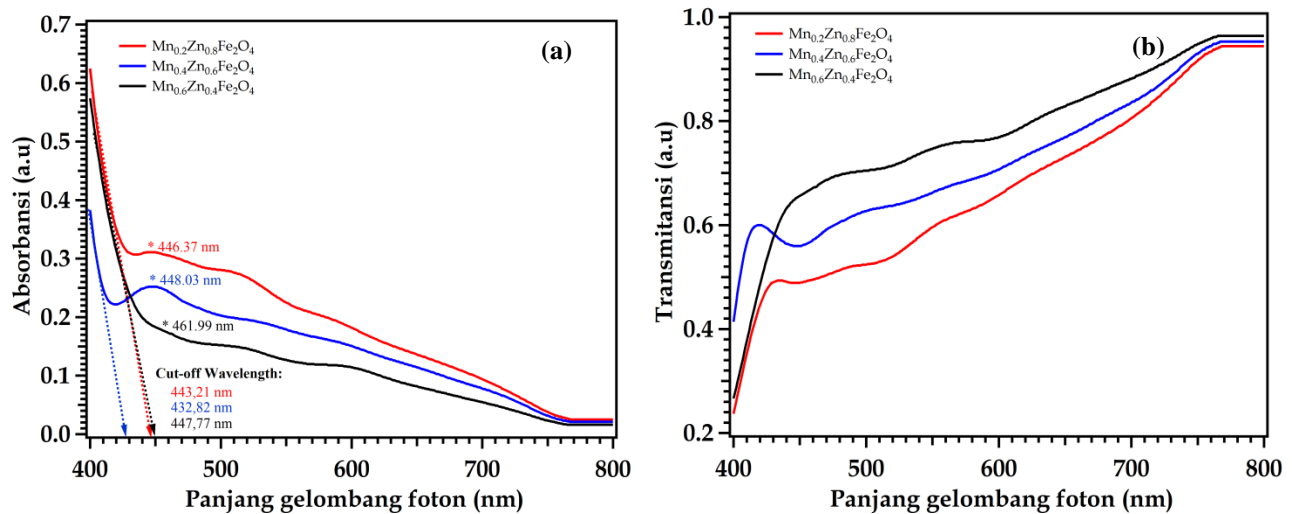 0.7
0.6
0.5
0.4
0.3
0.2
0.1
0.0
Absorbansi (a.u)
Mn0.2Zn0.8Fe2O4
Mn0.4Zn0.6Fe2O4
Mn0.6Zn0.4Fe2O4
(a)
* 446.37 nm
* 448.03 nm
* 461.99 nm
Cut-off Wavelength:
443,21 nm
432,82 nm
447,77 nm
400
500
600
700
800
Panjang gelombang foton (nm)
1.0
0.8
0.6
0.4
0.2
Transmitansi (a.u)
Mn0.2Zn0.8Fe2O4
Mn0.4Zn0.6Fe2O4
Mn0.6Zn0.4Fe2O4
(b)
400
500
600
700
800
Panjang gelombang foton (nm)